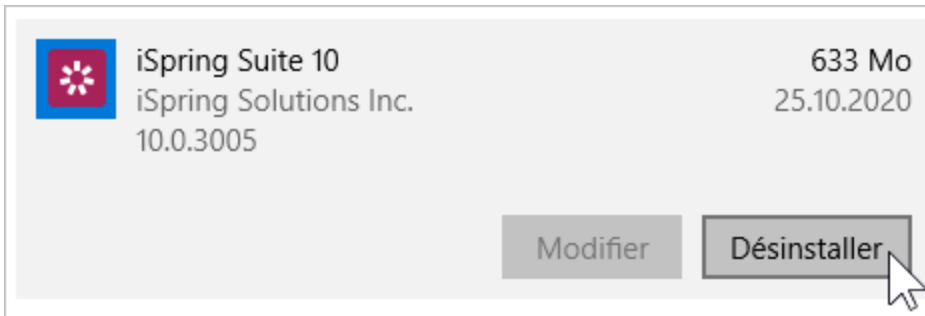 iSpring Suite 10
633 Mo
iSpring Solutions Inc.
25.10.2020
10.0.3005
Modifier
Désinstaller